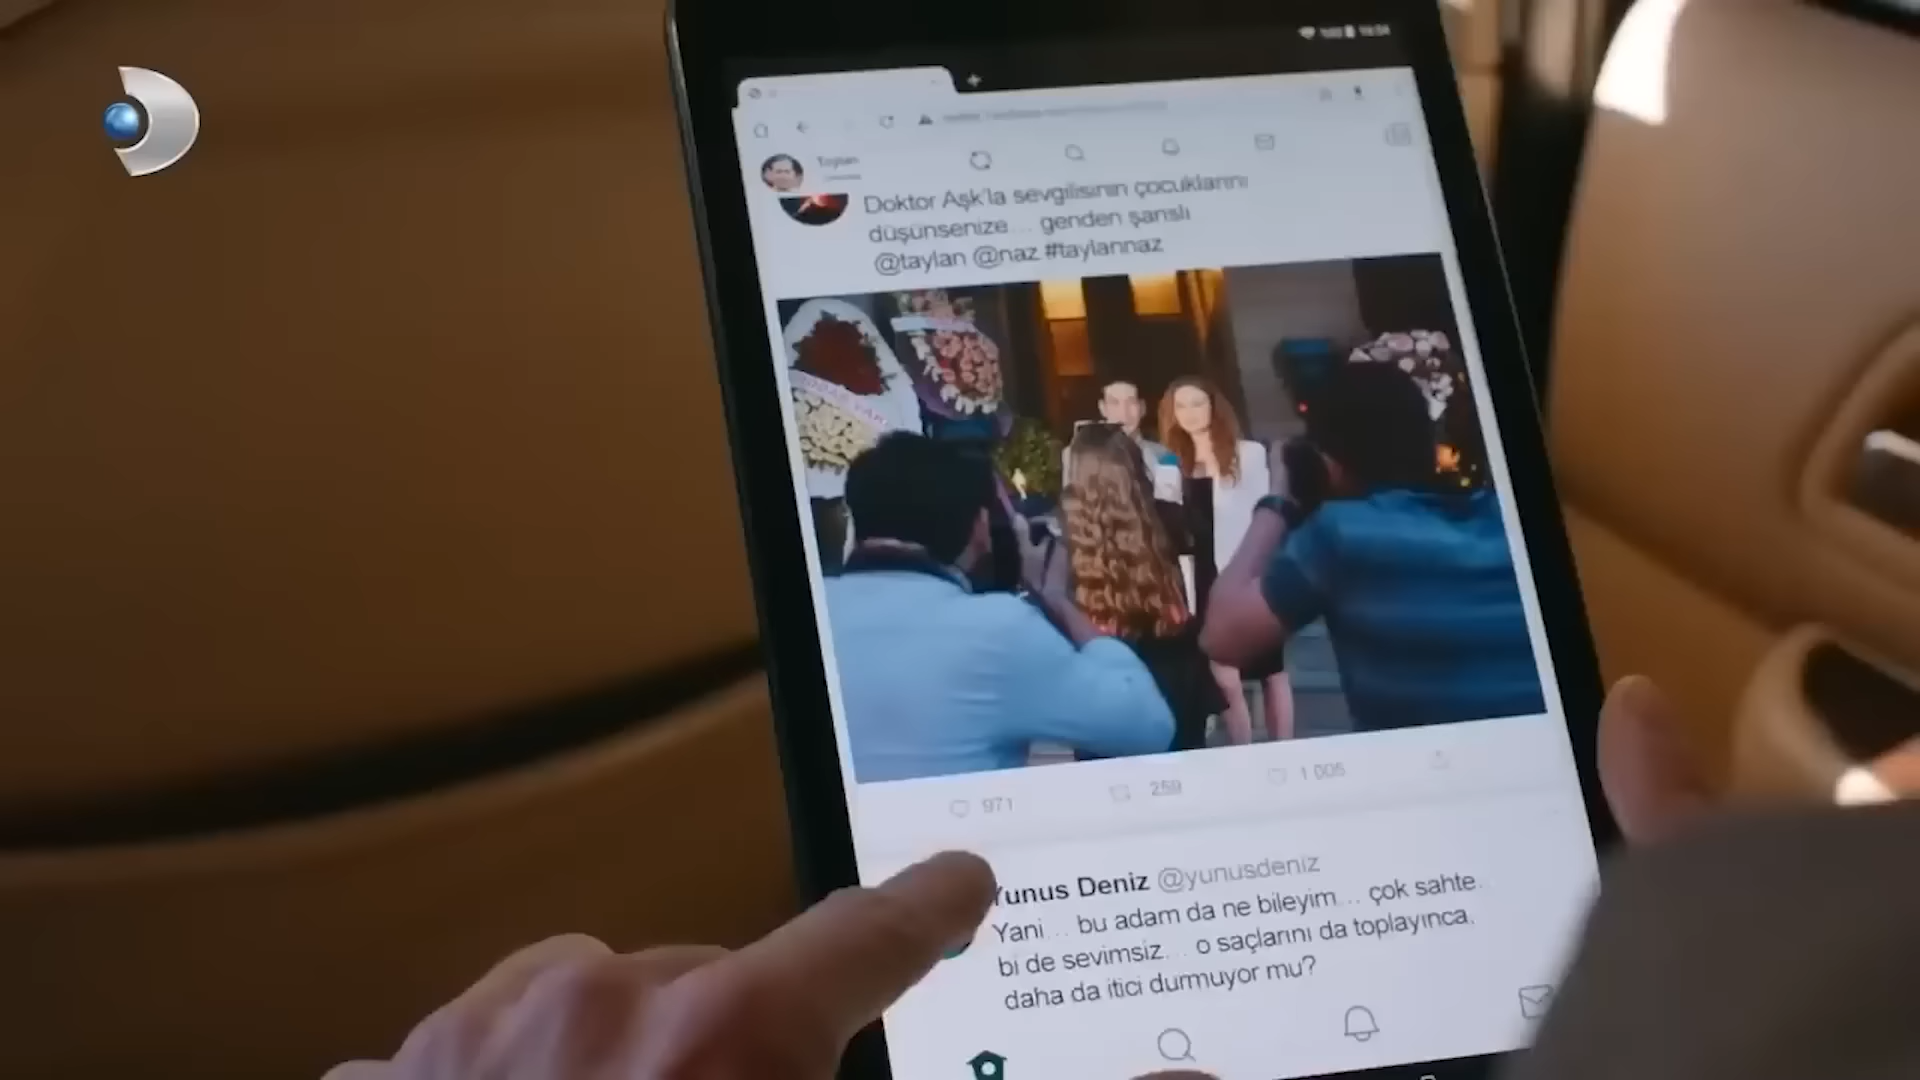 Taylan
Doktor Aşk'la sevgilisinin çocuklarını
düşünsenize... genden şanslı
@taylan @naz #taylannaz
971
259
1 005
Yunus Deniz @yunusdeniz
Yani... bu adam da ne bileyim... çok sahte.
bi de sevimsiz... o saçlarını da toplayınca.
daha da itici durmuyor mu?